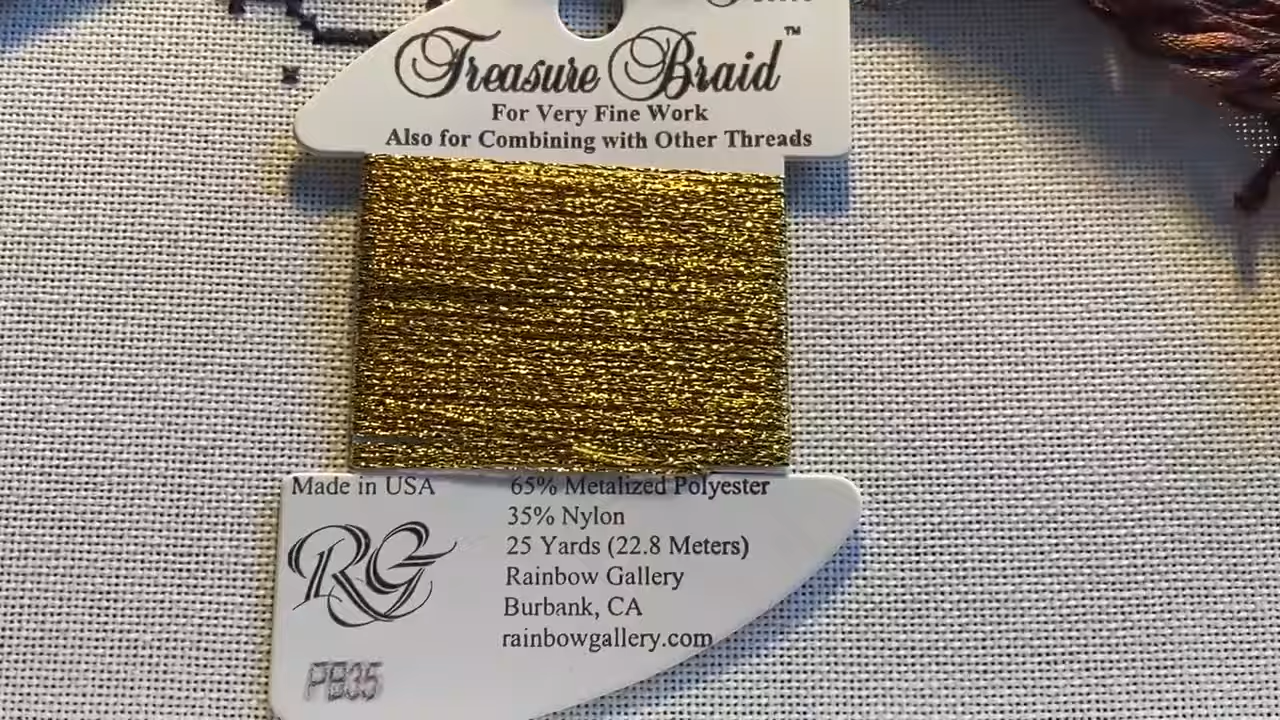 Treasure Braid™
For Very Fine Work
Also for Combining with Other Threads
Made in USA
65% Metalized Polyester
35% Nylon
25 Yards (22.8 Meters)
RG
Rainbow Gallery
Burbank, CA
rainbowgallery.com
PB35